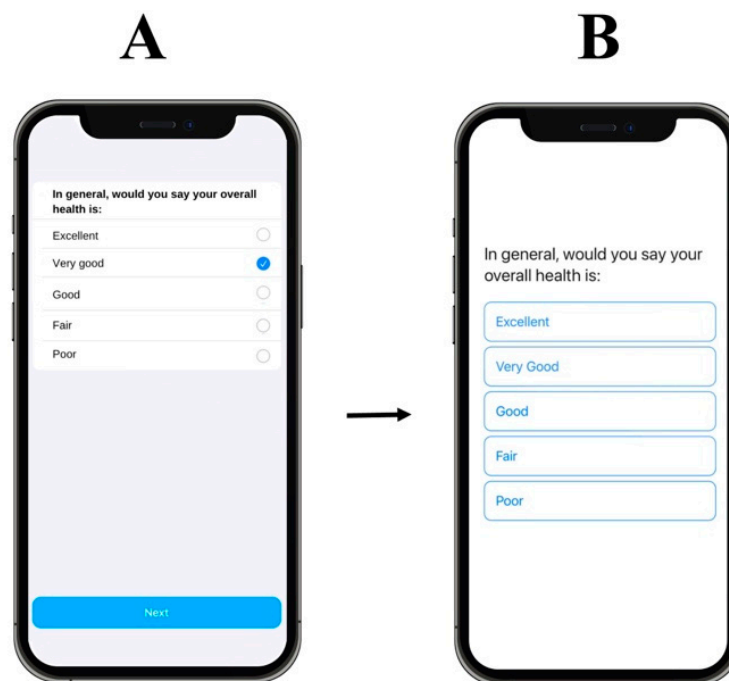 A
In general, would you say your overall
health is:
Excellent
Very good
Good
Fair
Poor
Next
B
In general, would you say your
overall health is:
Excellent
Very Good
Good
Fair
Poor